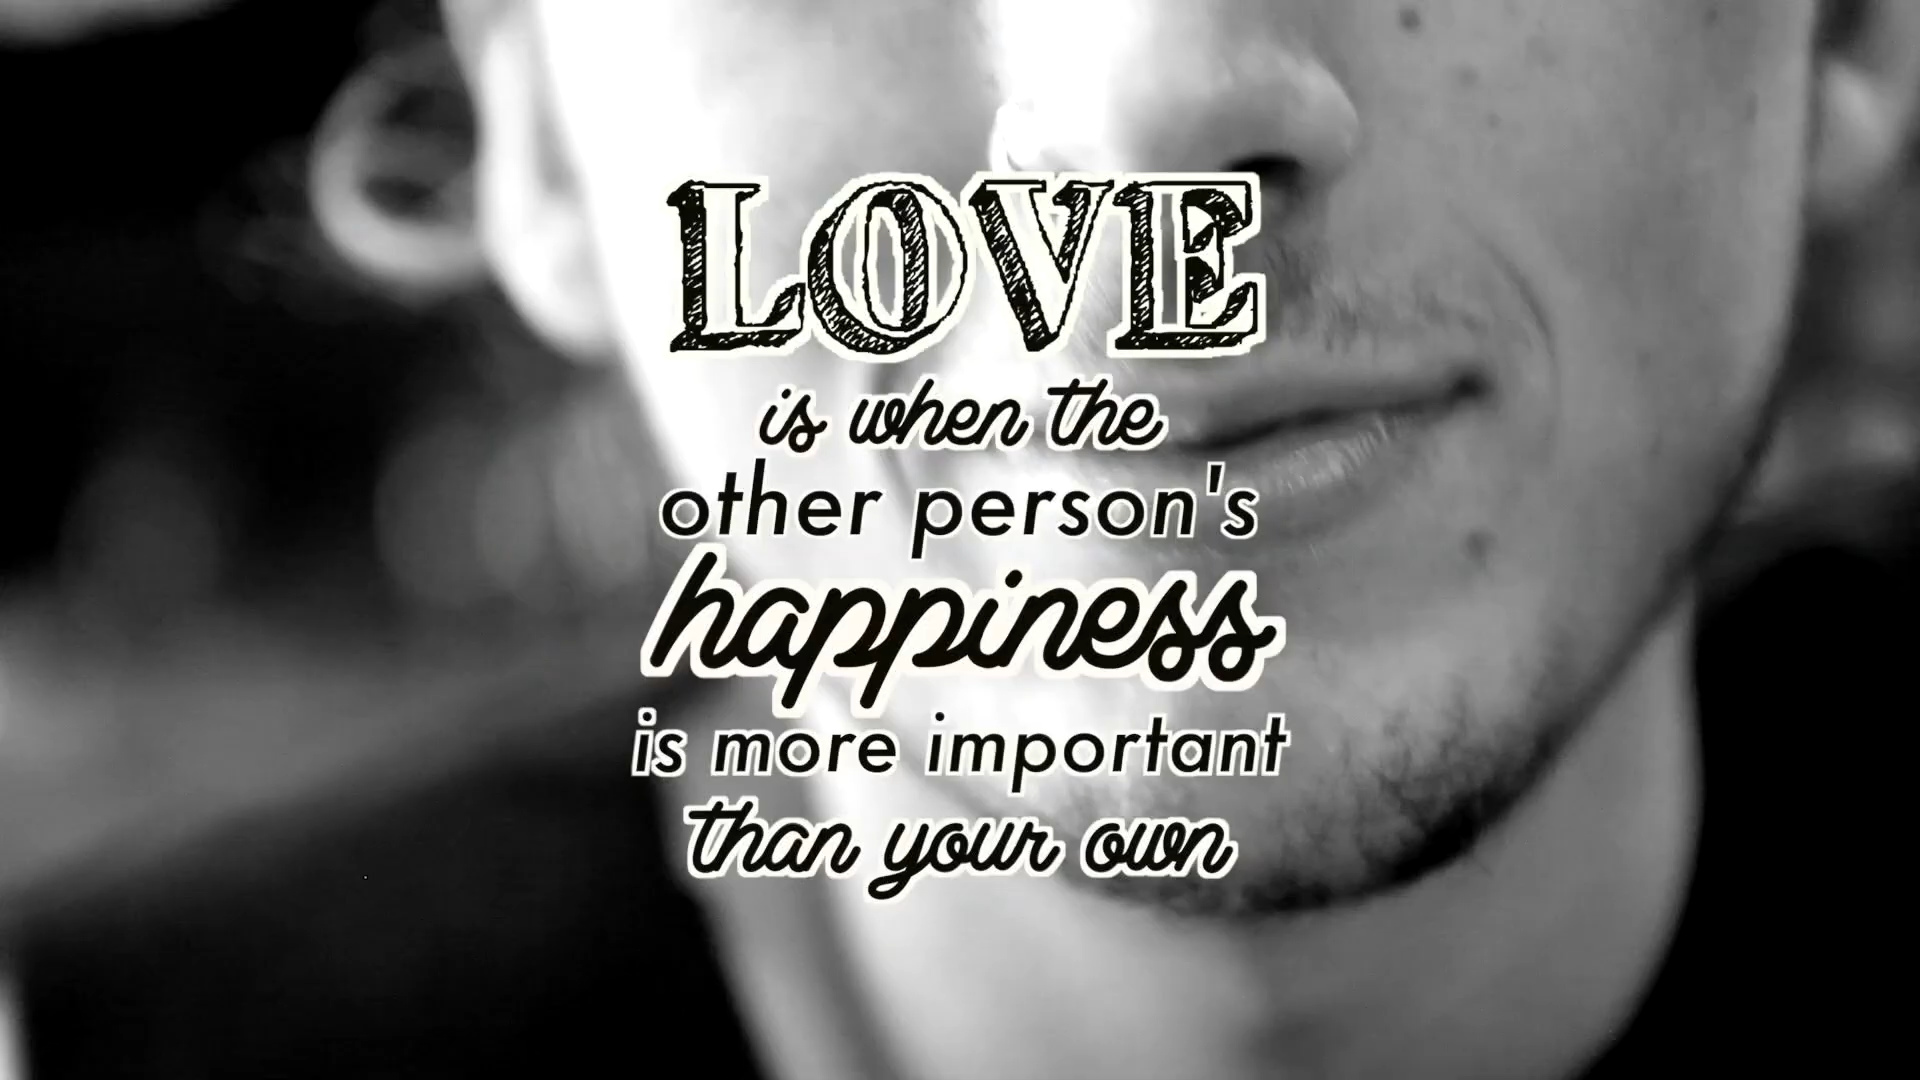 LOVE
is when the
other person's
happiness
is more important
than your own